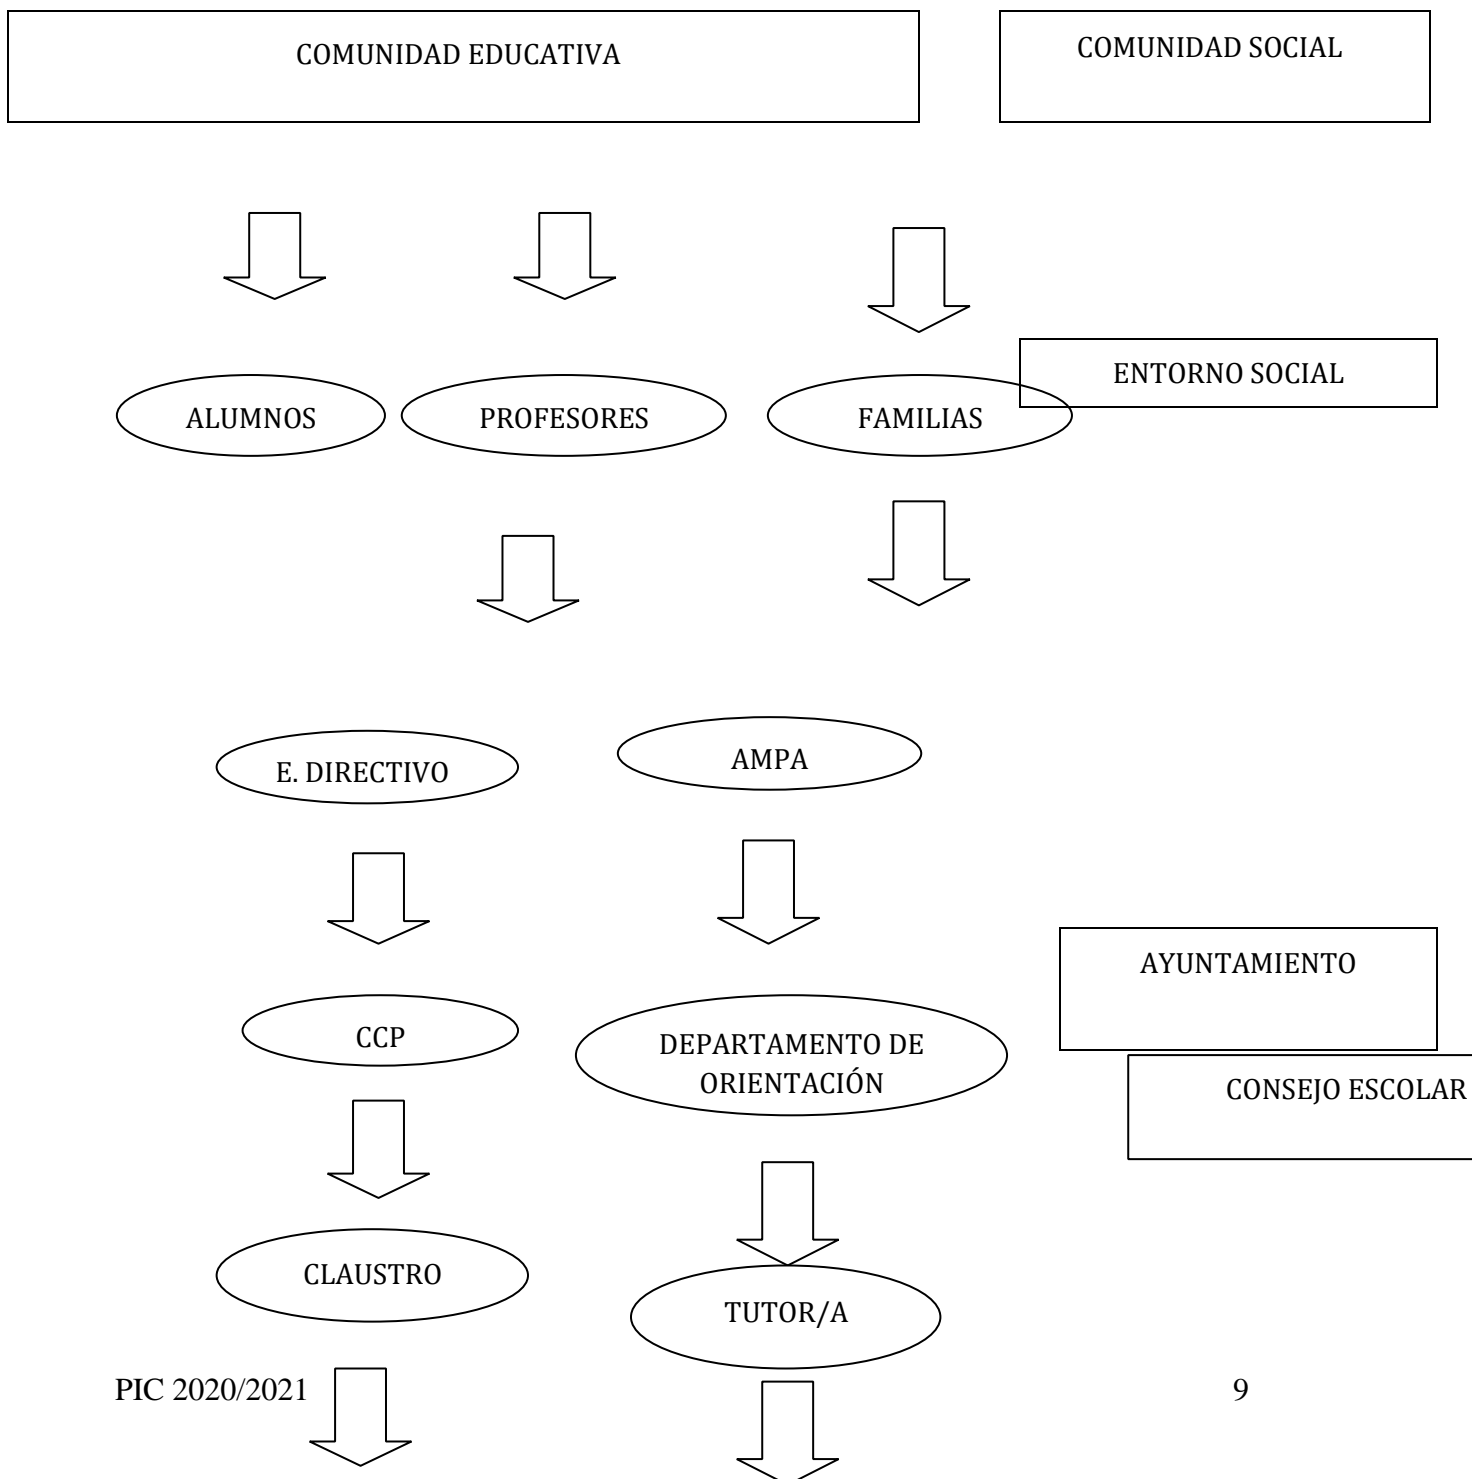 COMUNIDAD EDUCATIVA
COMUNIDAD SOCIAL
ENTORNO SOCIAL
ALUMNOS
PROFESORES
FAMILIAS
E. DIRECTIVO
AMPA
AYUNTAMIENTO
CCP
DEPARTAMENTO DE
ORIENTACIÓN
CONSEJO ESCOLAR
CLAUSTRO
TUTOR/A
PIC 2020/2021
9